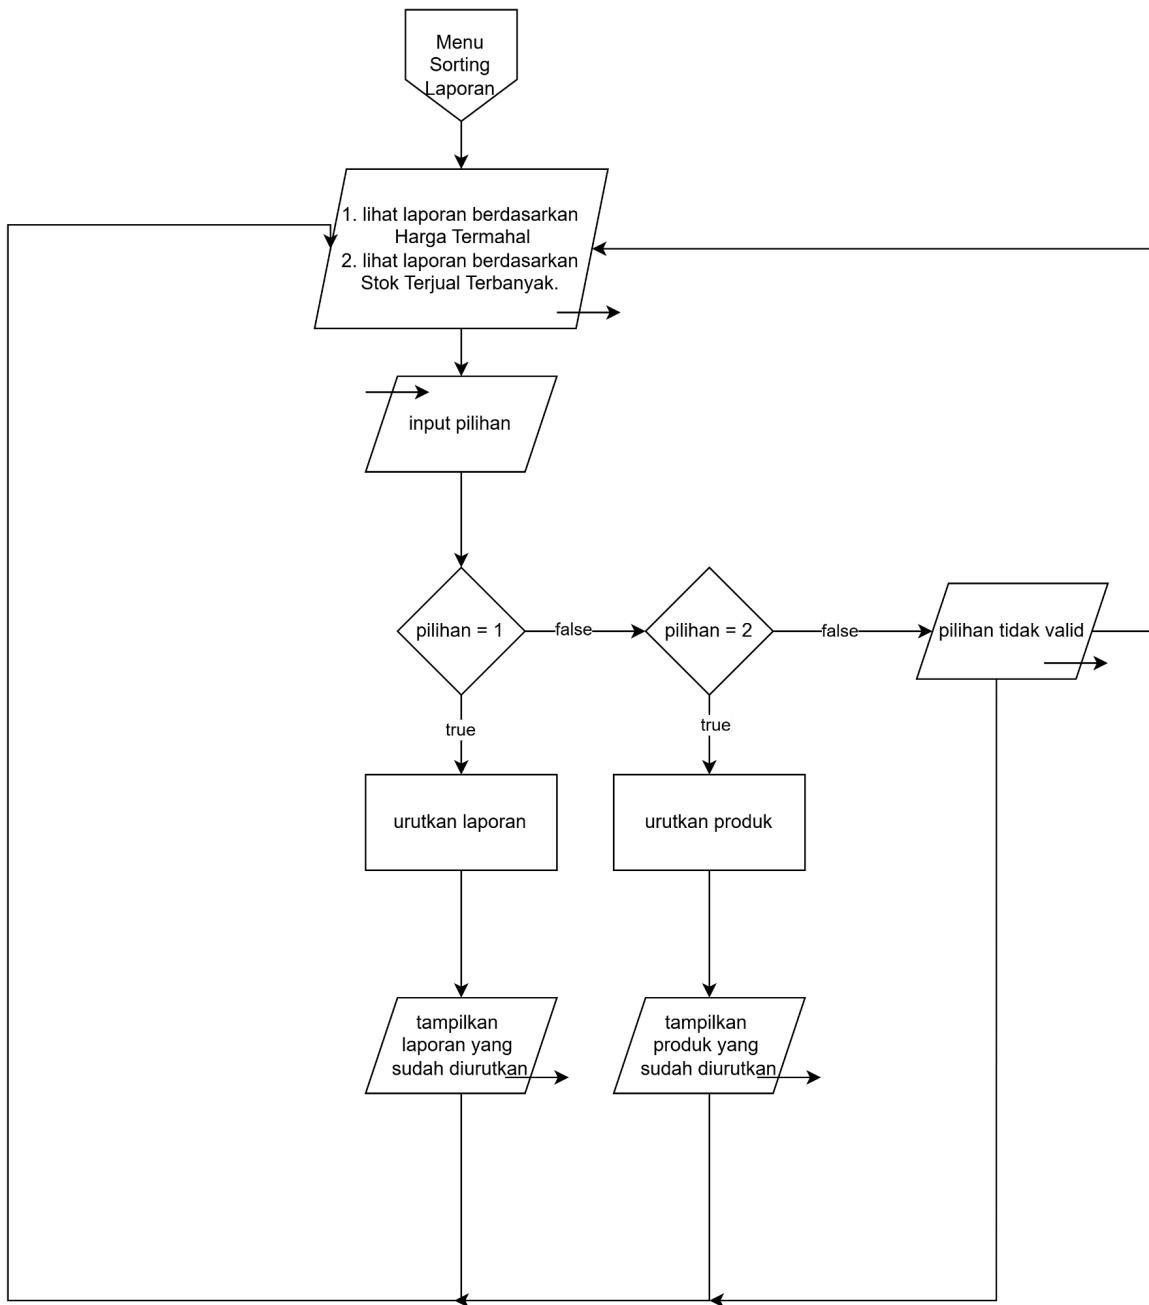 Menu
Sorting
Laporan
1. lihat laporan berdasarkan
Harga Termahal
2. lihat laporan berdasarkan
Stok Terjual Terbanyak.
input pilihan
pilihan = 1
false
pilihan = 2
false
pilihan tidak valid
true
true
urutkan laporan
urutkan produk
tampilkan
laporan yang
sudah diurutkan
tampilkan
produk yang
sudah diurutkan